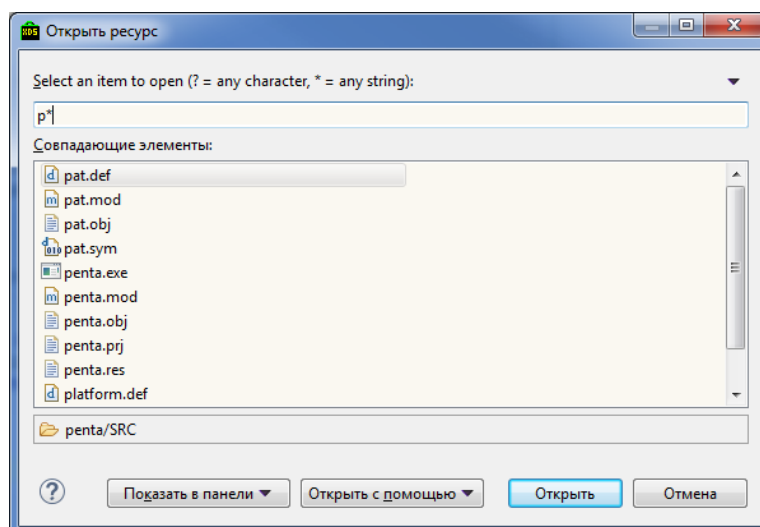 XDS Открыть ресурс
Select an item to open (? = any character, * = any string):
p*
Совпадающие элементы:
d pat.def
m pat.mod
pat.obj
d 010 pat.sym
penta.exe
m penta.mod
penta.obj
penta.prj
penta.res
d platform.def
penta/SRC
? Показать в панели Открыть с помощью Открыть Отмена